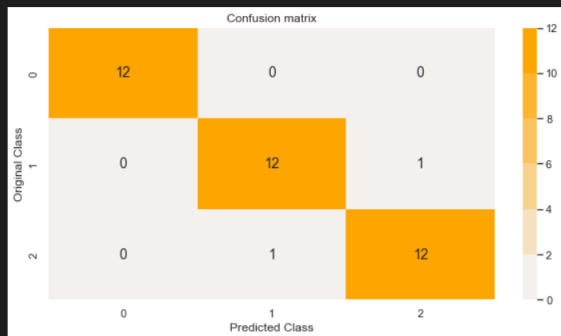 Confusion matrix
12 0 0
0 12 1
0 1 12
0
1
2
Original Class
0 1 2
Predicted Class
12
10
8
6
4
2
0